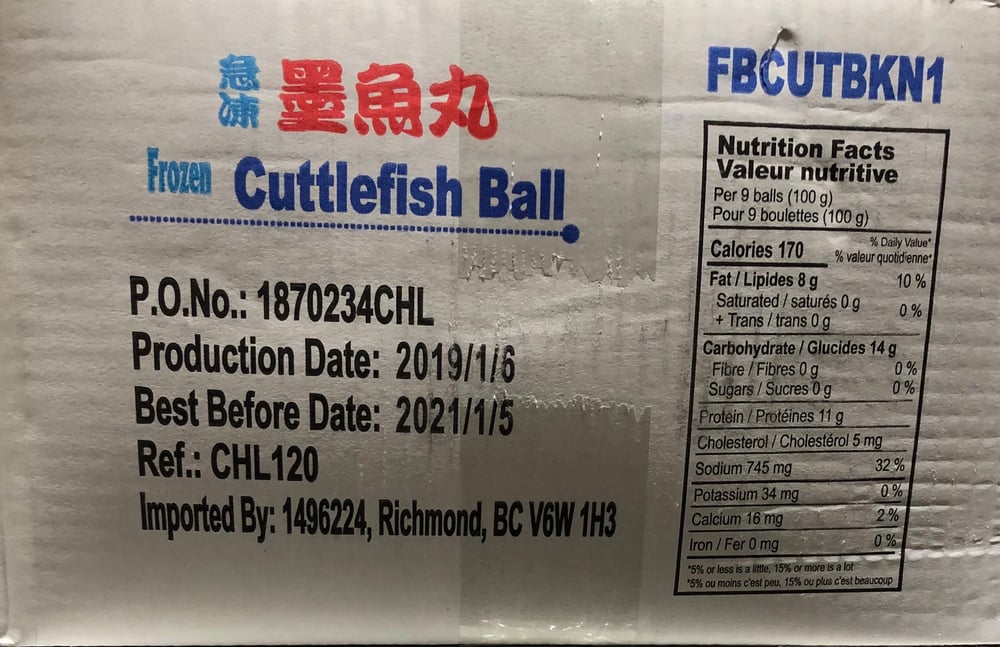 急凍 墨魚丸
Frozen Cuttlefish Ball
P.O.No.: 1870234CHL
Production Date: 2019/1/6
Best Before Date: 2021/1/5
Ref.: CHL120
Imported By: 1496224, Richmond, BC V6W 1H3
FBCUTBKN1
Nutrition Facts
Valeur nutritive
Per 9 balls (100 g)
Pour 9 boulettes (100 g)
Calories 170 % Daily Value*
% valeur quotidienne*
Fat / Lipides 8 g 10 %
Saturated / saturés 0 g 0 %
+ Trans / trans 0 g
Carbohydrate / Glucides 14 g
Fibre / Fibres 0 g 0 %
Sugars / Sucres 0 g 0 %
Protein / Protéines 11 g
Cholesterol / Cholestérol 5 mg
Sodium 745 mg 32 %
Potassium 34 mg 0 %
Calcium 16 mg 2 %
Iron / Fer 0 mg 0 %
*5% or less is a little, 15% or more is a lot
*5% ou moins c'est peu, 15% ou plus c'est beaucoup